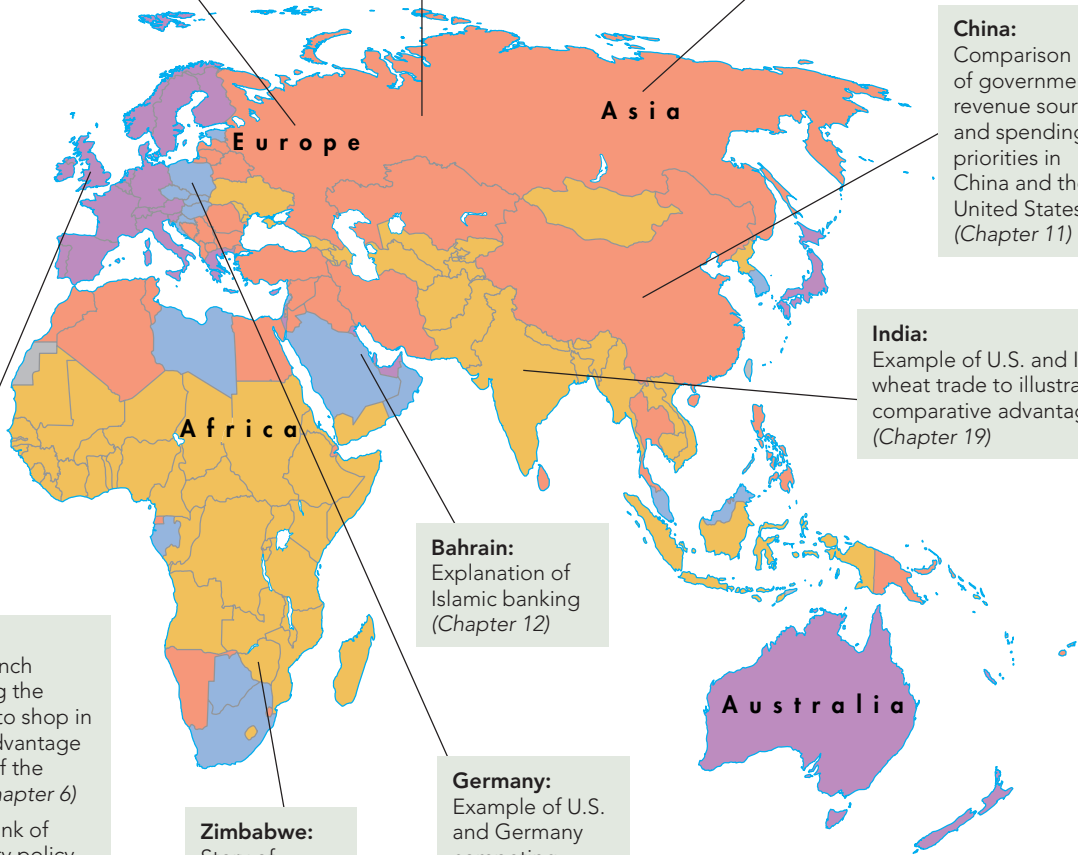 China:
Comparison
of governme
revenue sour
and spending
priorities in
China and the
United States
(Chapter 11)
Asia
Europe
India:
Example of U.S. and I
wheat trade to illustra
comparative advantag
(Chapter 19)
Africa
Bahrain:
Explanation of
Islamic banking
(Chapter 12)
nch
g the
to shop in
dvantage
f the
hapter 6)
nk of
Australia
Germany:
Example of U.S.
and Germany
Zimbabwe: